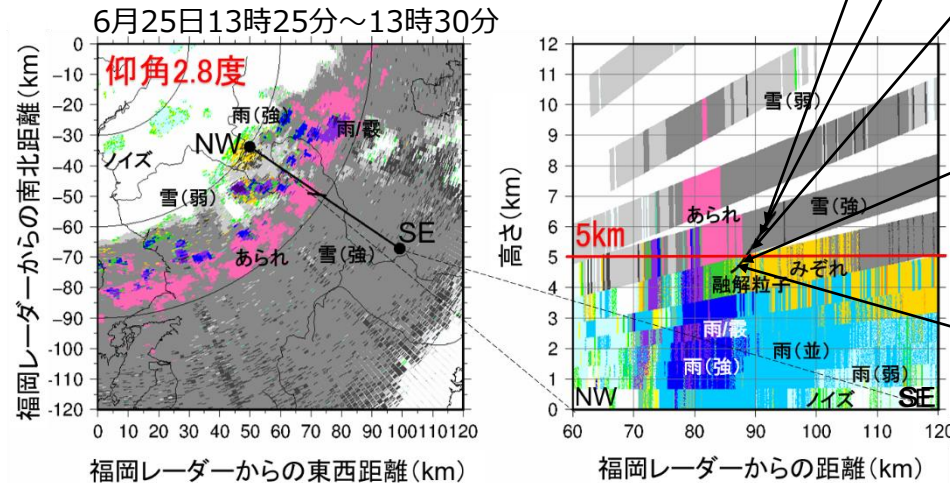 6月25日13時25分～13時30分
仰角2.8度
雨(強)
雨/霰
NW
ノイズ
雪(弱)
SE
あられ
雪(強)
0
-10
-20
-30
-40
-50
-60
-70
-80
-90
-100
-110
-120
0 10 20 30 40 50 60 70 80 90 100 110 120
福岡レーダーからの南北距離(km)
福岡レーダーからの東西距離(km)
12
11
10
9
8
7
6
5
4
3
2
1
0
高さ(km)
雪(弱)
あられ
雪(強)
5km
みぞれ
融解粒子
雨/霰
雨(並)
雨(強)
雨(弱)
NW
ノイズ
SE
60 70 80 90 100 110 120
福岡レーダーからの距離(km)